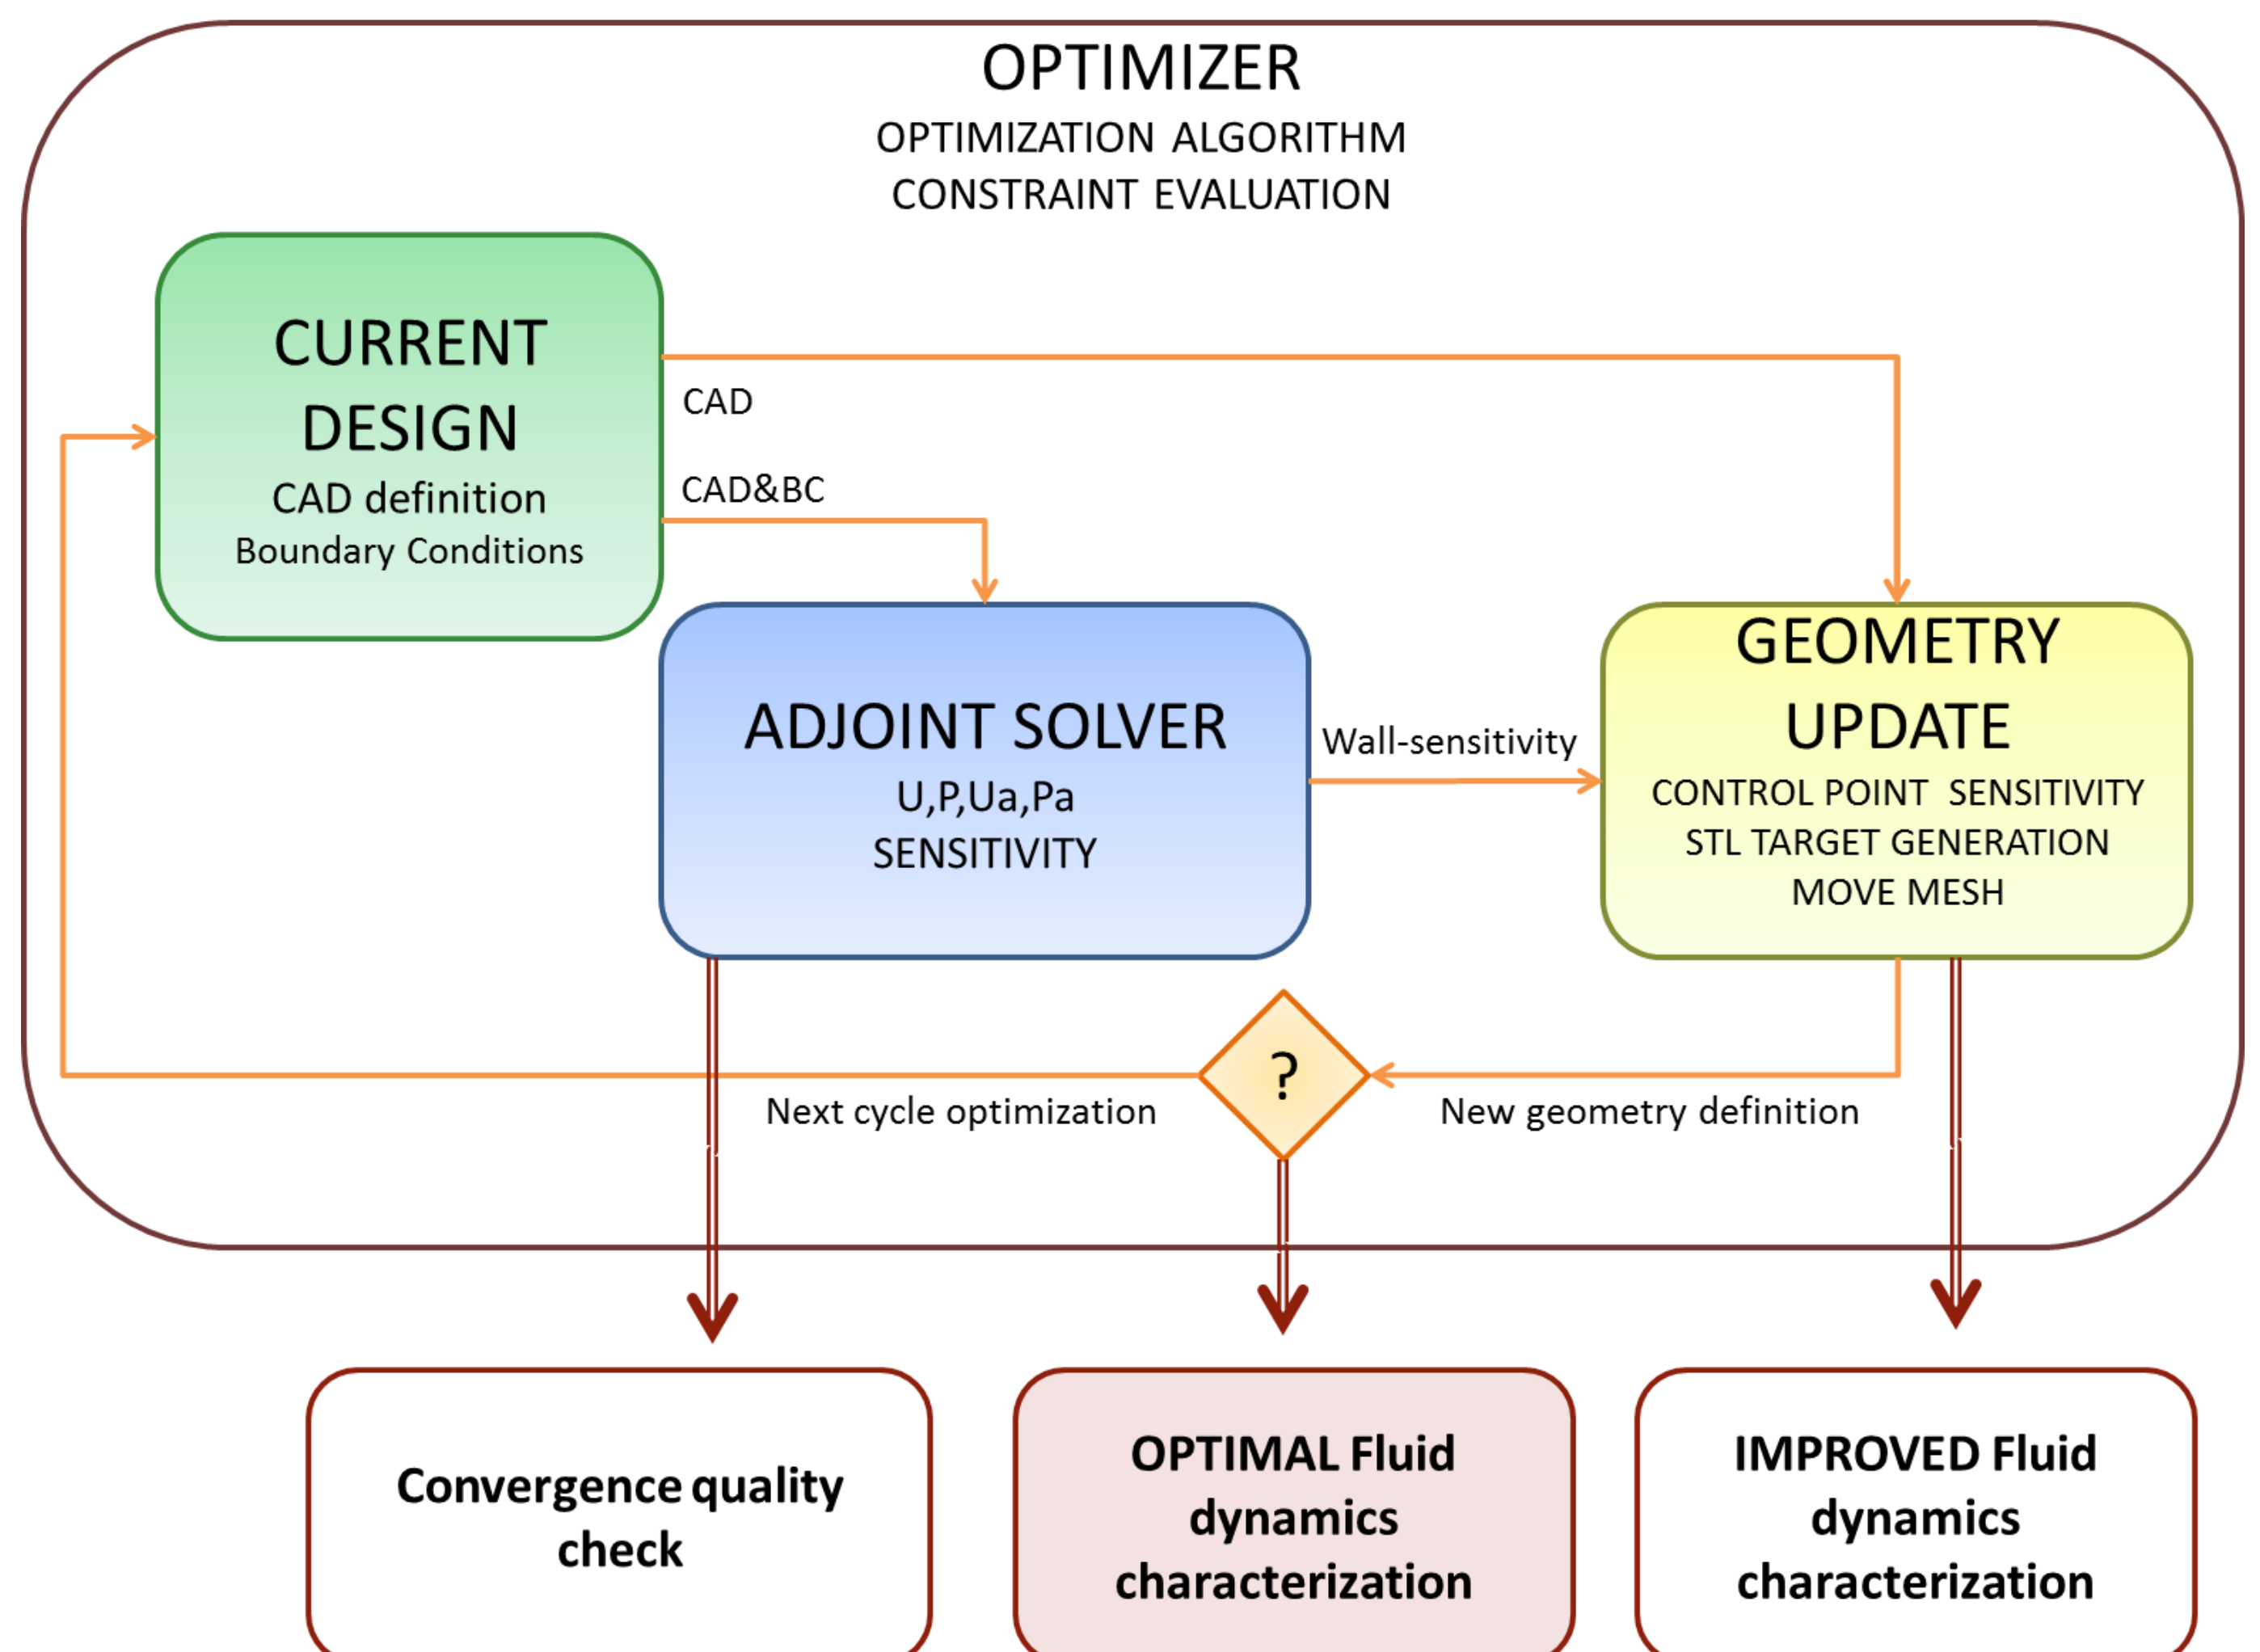 OPTIMIZER
OPTIMIZATION ALGORITHM
CONSTRAINT EVALUATION
CURRENT
DESIGN
CAD definition
Boundary Conditions
CAD
CAD&BC
ADJOINT SOLVER
U,P,Ua,Pa
SENSITIVITY
Wall-sensitivity
GEOMETRY
UPDATE
CONTROL POINT SENSITIVITY
STL TARGET GENERATION
MOVE MESH
?
Next cycle optimization
New geometry definition
Convergence quality
check
OPTIMAL Fluid
dynamics
characterization
IMPROVED Fluid
dynamics
characterization